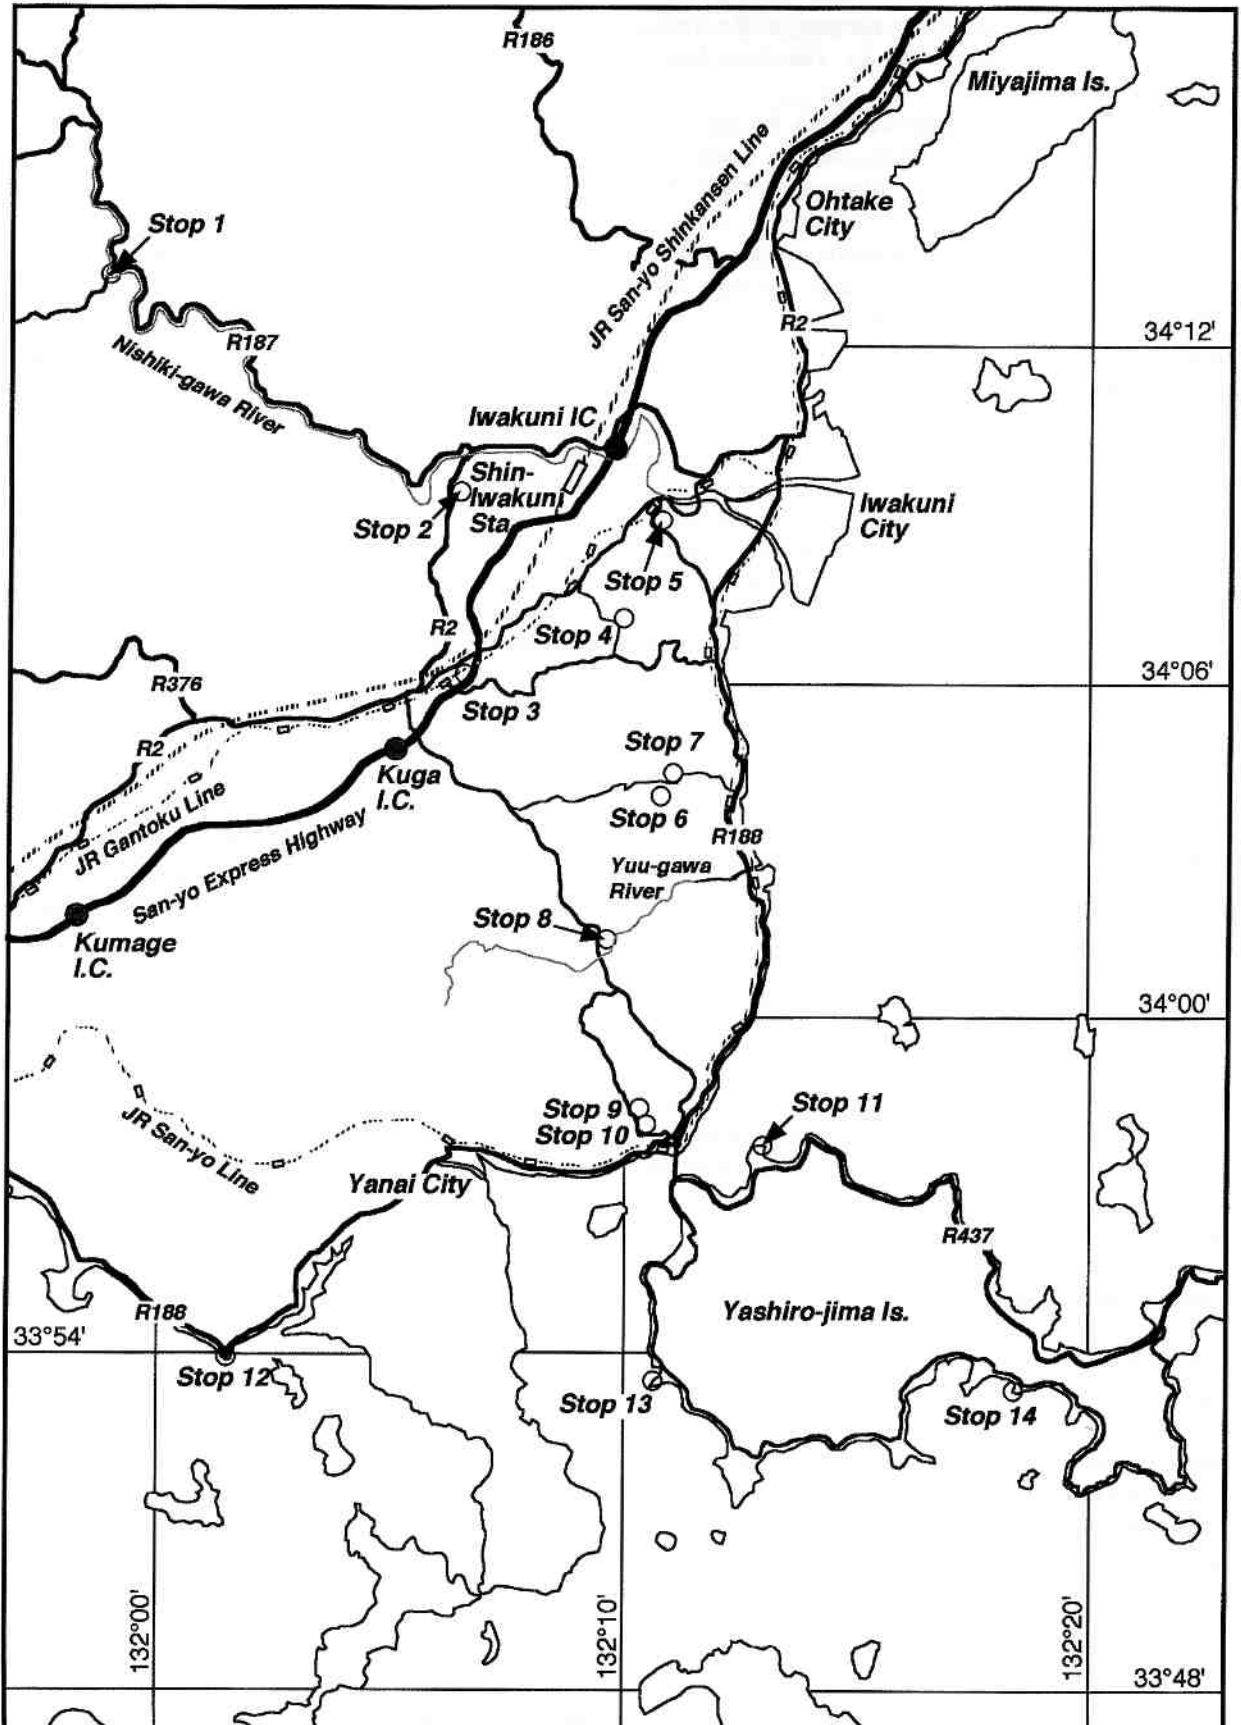 R186
Miyajima Is.
JR San-yo Shinkansen Line
Ohtake
City
Stop 1
R2
34°12'
R187
Nishiki-gawa River
Iwakuni IC
Shin-
Iwakuni
Sta.
Stop 2
Iwakuni
City
Stop 5
Stop 4
R2
34°06'
R376
Stop 3
R2
Stop 7
Kuga
I.C.
Stop 6
JR Gantoku Line
San-yo Express Highway
R188
Yuu-gawa
River
Stop 8
Kumage
I.C.
34°00'
Stop 9
Stop 10
Stop 11
JR San-yo Line
Yanai City
R437
R188
Yashiro-jima Is.
33°54'
Stop 12
Stop 13
Stop 14
132°00'
132°10'
132°20'
33°48'